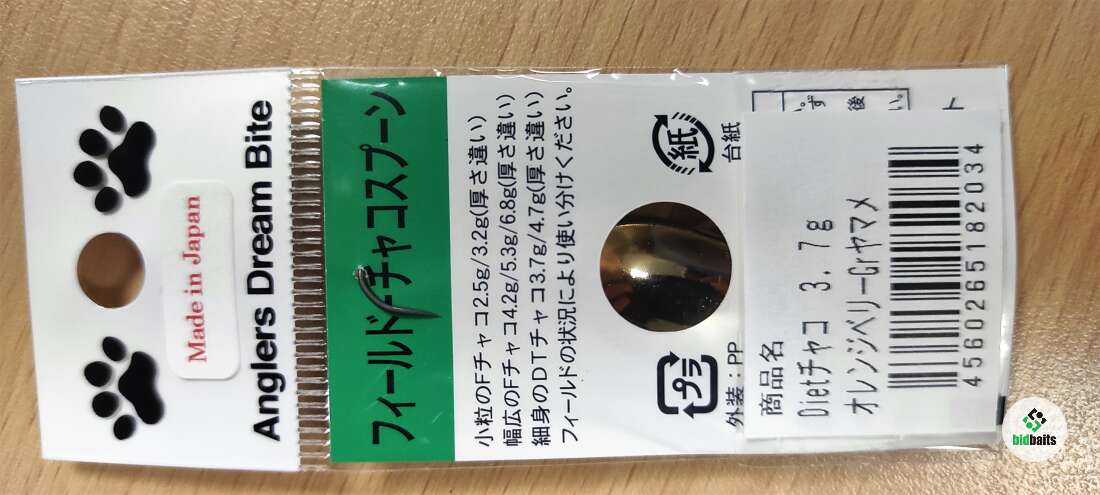 Made in Japan
Anglers Dream Bite
フィールドチャコスプーン
小粒のFチャコ2.5g/3.2g(厚さ違い)
幅広のFチャコ4.2g/5.3g/6.8g(厚さ違い)
細身のDTチャコ3.7g/4.7g(厚さ違い)
フィールドの状況により使い分けください。
プラ
外装:PP
紙
台紙
商品名
Dietチャコ 3.7g
オレンジベリーGrヤマメ
4560265182034
bidbaits